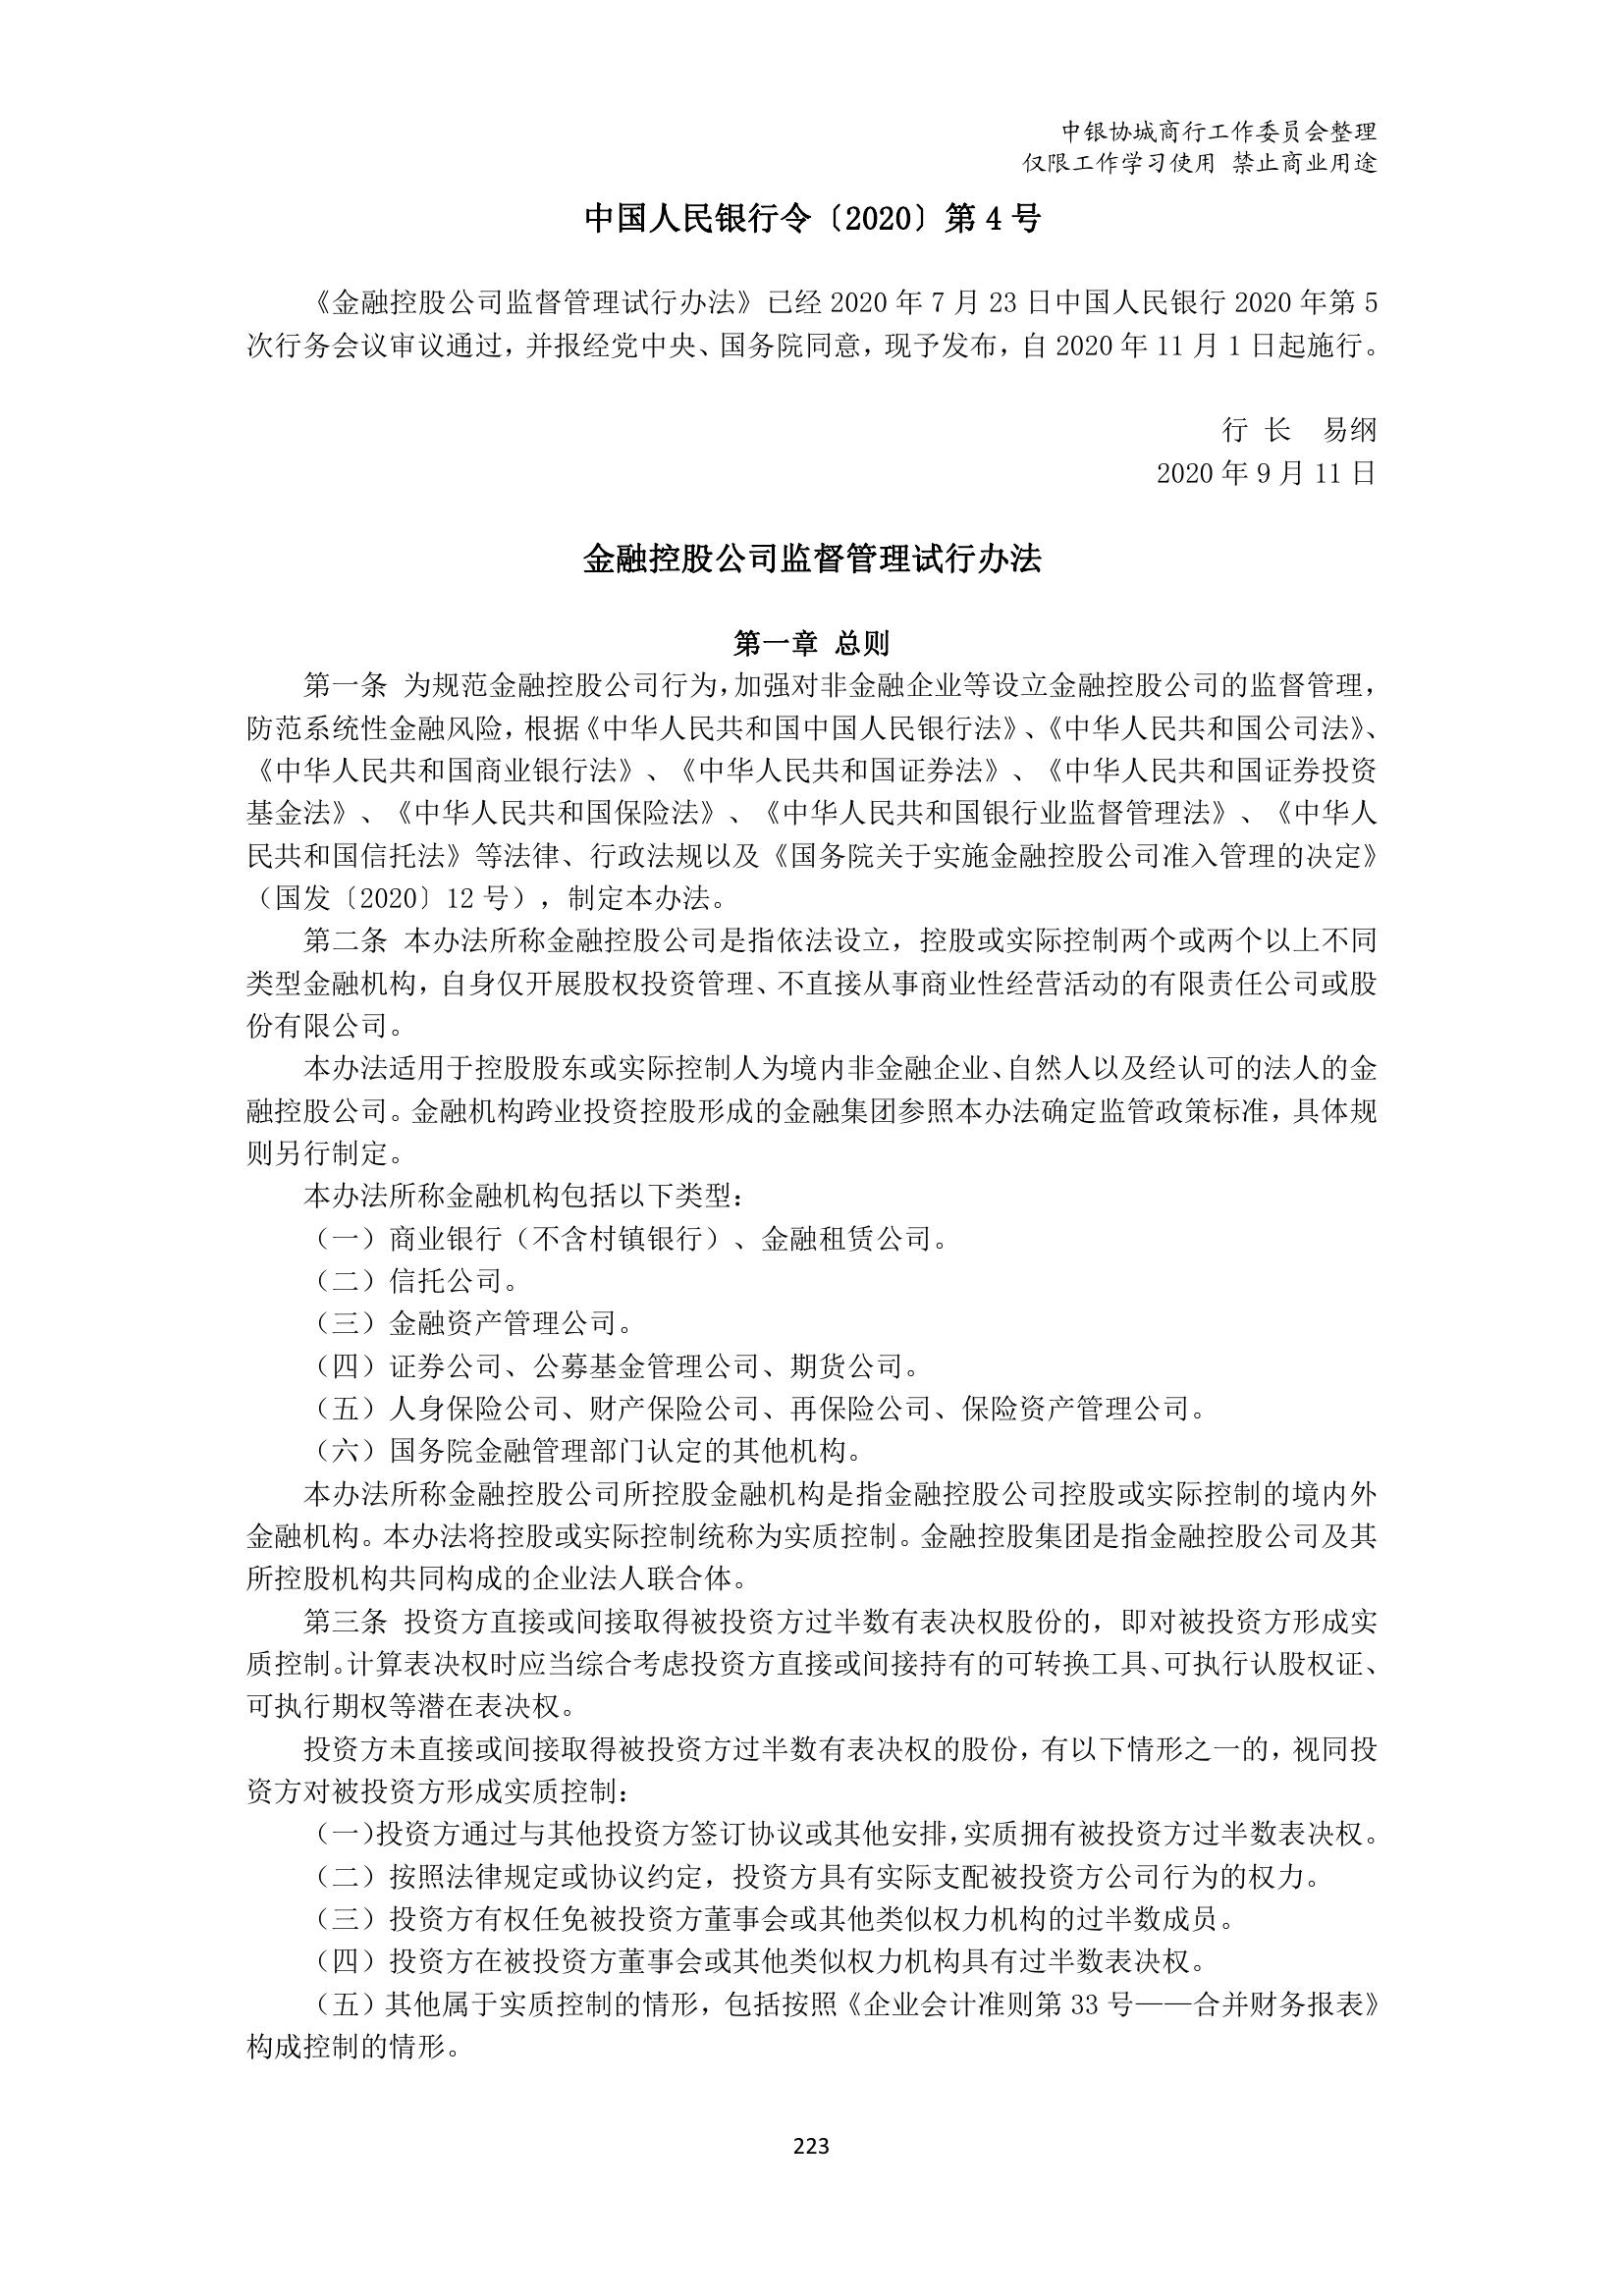 中银协城商行工作委员会整理
仅限工作学习使用 禁止商业用途
中国人民银行令〔2020〕第 4 号
《金融控股公司监督管理试行办法》已经 2020 年 7 月 23 日中国人民银行 2020 年第 5
次行务会议审议通过，并报经党中央、国务院同意，现予发布，自 2020 年 11 月 1 日起施行。
行 长 易纲
2020 年 9 月 11 日
金融控股公司监督管理试行办法
第一章 总则
第一条 为规范金融控股公司行为，加强对非金融企业等设立金融控股公司的监督管理，
防范系统性金融风险，根据《中华人民共和国中国人民银行法》、《中华人民共和国公司法》、
《中华人民共和国商业银行法》、《中华人民共和国证券法》、《中华人民共和国证券投资
基金法》、《中华人民共和国保险法》、《中华人民共和国银行业监督管理法》、《中华人
民共和国信托法》等法律、行政法规以及《国务院关于实施金融控股公司准入管理的决定》
（国发〔2020〕12 号），制定本办法。
第二条 本办法所称金融控股公司是指依法设立，控股或实际控制两个或两个以上不同
类型金融机构，自身仅开展股权投资管理、不直接从事商业性经营活动的有限责任公司或股
份有限公司。
本办法适用于控股股东或实际控制人为境内非金融企业、自然人以及经认可的法人的金
融控股公司。金融机构跨业投资控股形成的金融集团参照本办法确定监管政策标准，具体规
则另行制定。
本办法所称金融机构包括以下类型：
（一）商业银行（不含村镇银行）、金融租赁公司。
（二）信托公司。
（三）金融资产管理公司。
（四）证券公司、公募基金管理公司、期货公司。
（五）人身保险公司、财产保险公司、再保险公司、保险资产管理公司。
（六）国务院金融管理部门认定的其他机构。
本办法所称金融控股公司所控股金融机构是指金融控股公司控股或实际控制的境内外
金融机构。本办法将控股或实际控制统称为实质控制。金融控股集团是指金融控股公司及其
所控股机构共同构成的企业法人联合体。
第三条 投资方直接或间接取得被投资方过半数有表决权股份的，即对被投资方形成实
质控制。计算表决权时应当综合考虑投资方直接或间接持有的可转换工具、可执行认股权证、
可执行期权等潜在表决权。
投资方未直接或间接取得被投资方过半数有表决权的股份，有以下情形之一的，视同投
资方对被投资方形成实质控制：
（一）投资方通过与其他投资方签订协议或其他安排，实质拥有被投资方过半数表决权。
（二）按照法律规定或协议约定，投资方具有实际支配被投资方公司行为的权力。
（三）投资方有权任免被投资方董事会或其他类似权力机构的过半数成员。
（四）投资方在被投资方董事会或其他类似权力机构具有过半数表决权。
（五）其他属于实质控制的情形，包括按照《企业会计准则第 33 号——合并财务报表》
构成控制的情形。
223